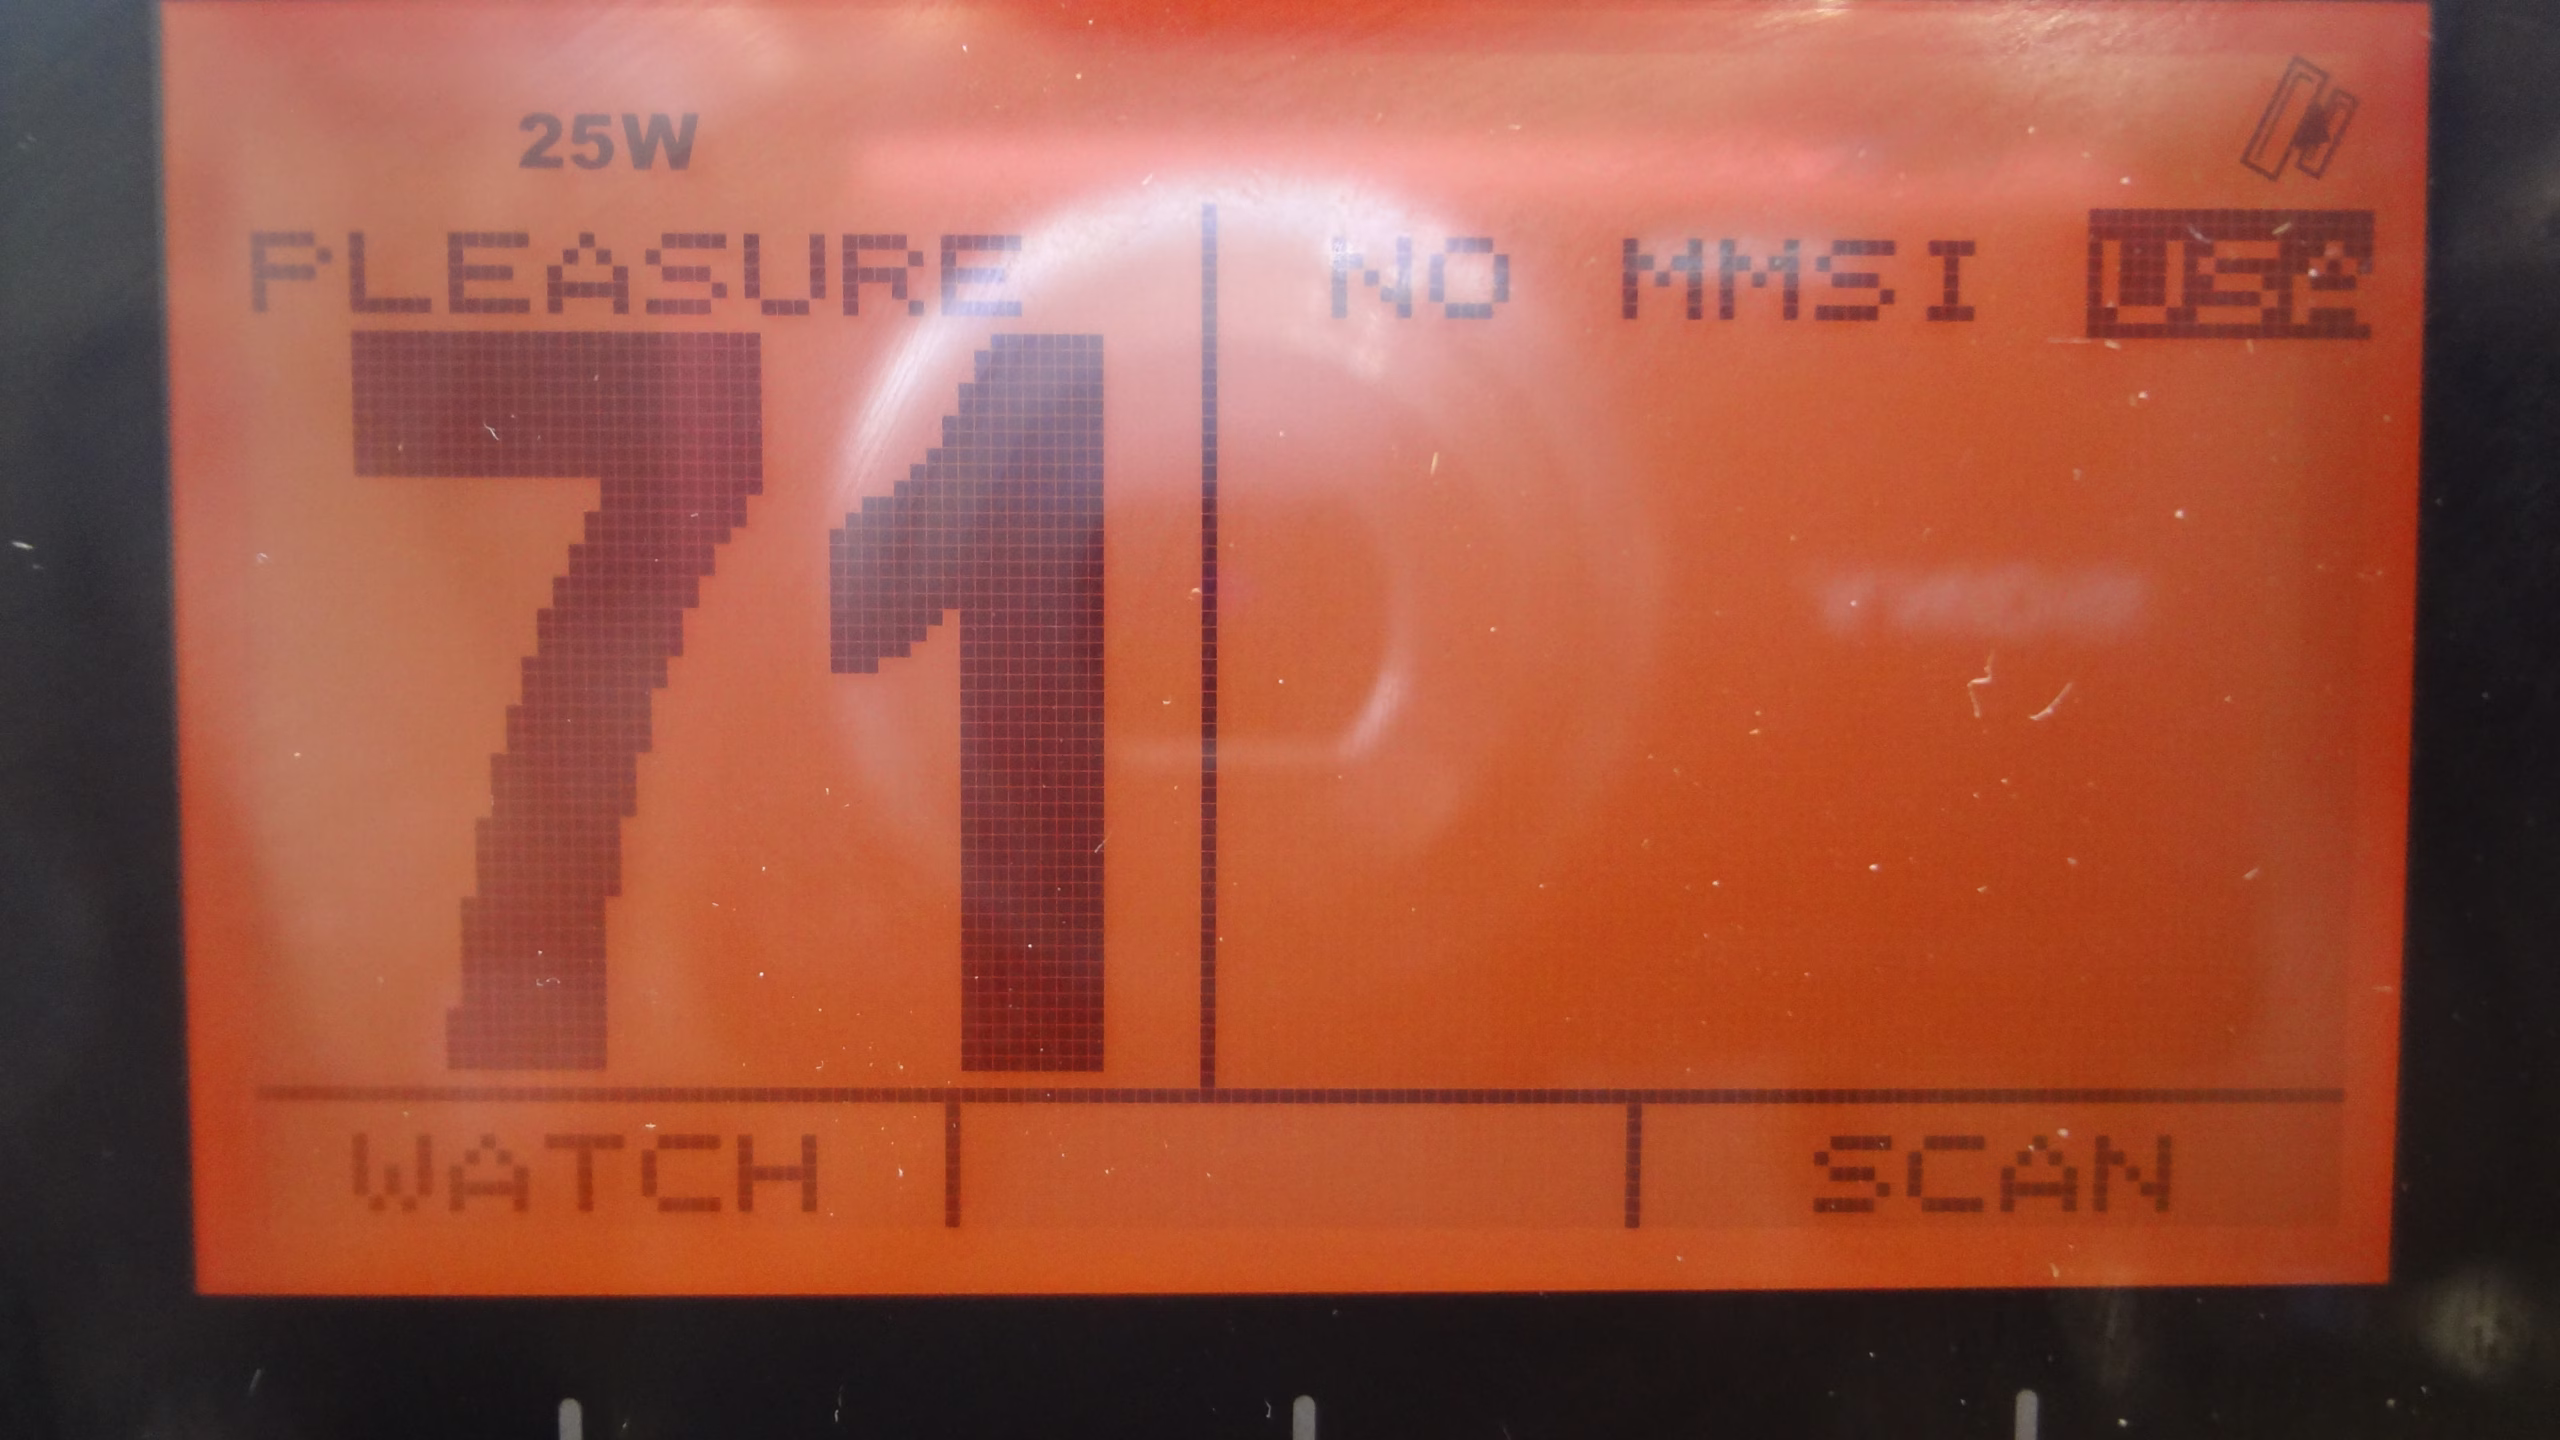 25W
PLEASURE
71
NO MMSI USA
WATCH
SCAN